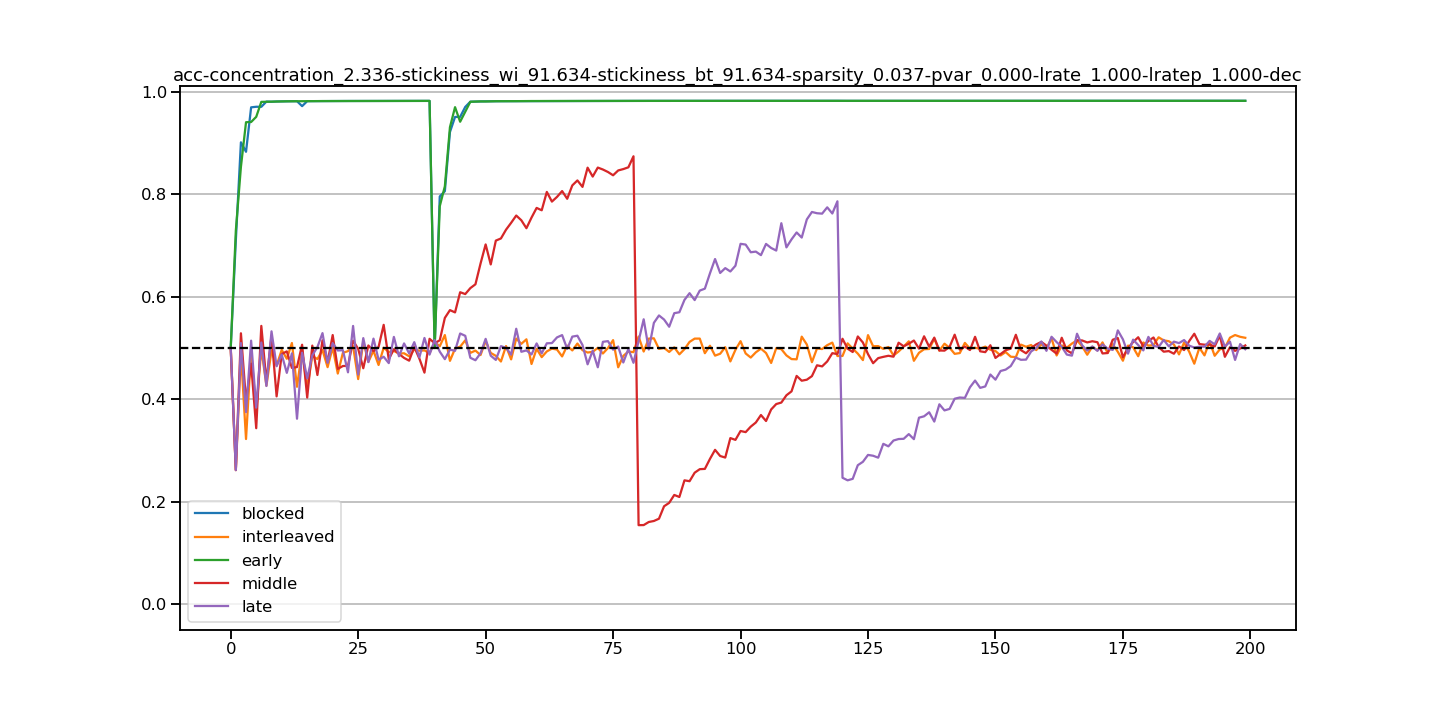 acc-concentration_2.336-stickiness_wi_91.634-stickiness_bt_91.634-sparsity_0.037-pvar_0.000-lrate_1.000-lratep_1.000-dec
1.0
0.8
0.6
0.4
0.2
0.0
blocked
interleaved
early
middle
late
0 25 50 75 100 125 150 175 200